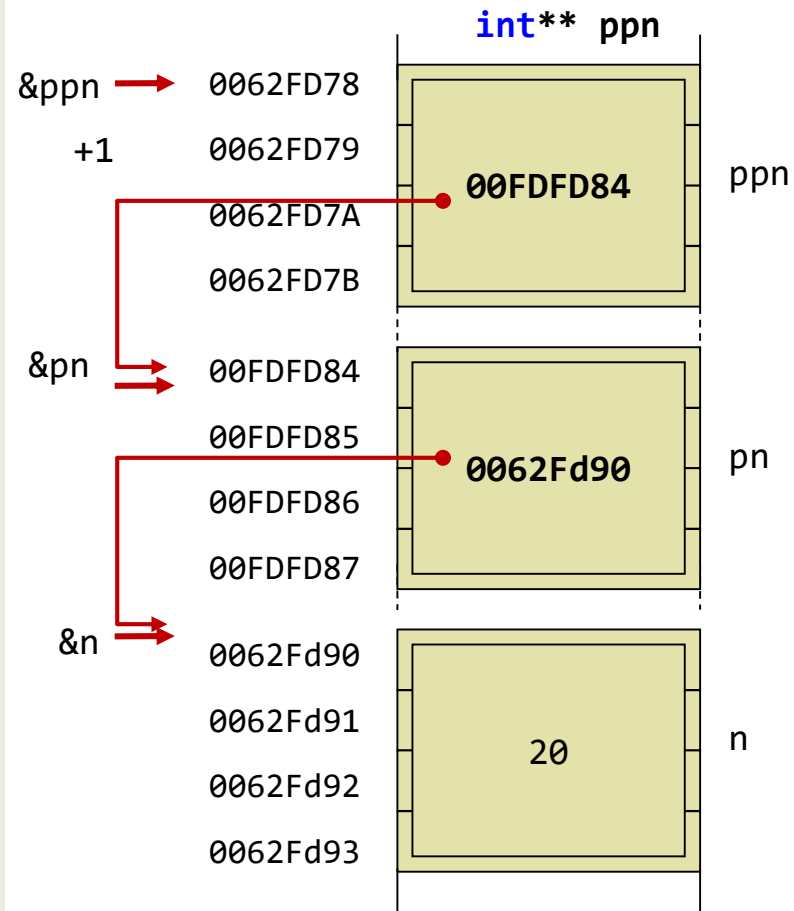 int** ppn
&ppn 0062FD78
+1 0062FD79
00FDFD84 ppn
0062FD7A
0062FD7B
&pn 00FDFD84
00FDFD85
0062Fd90 pn
00FDFD86
00FDFD87
&n 0062Fd90
0062Fd91
20 n
0062Fd92
0062Fd93